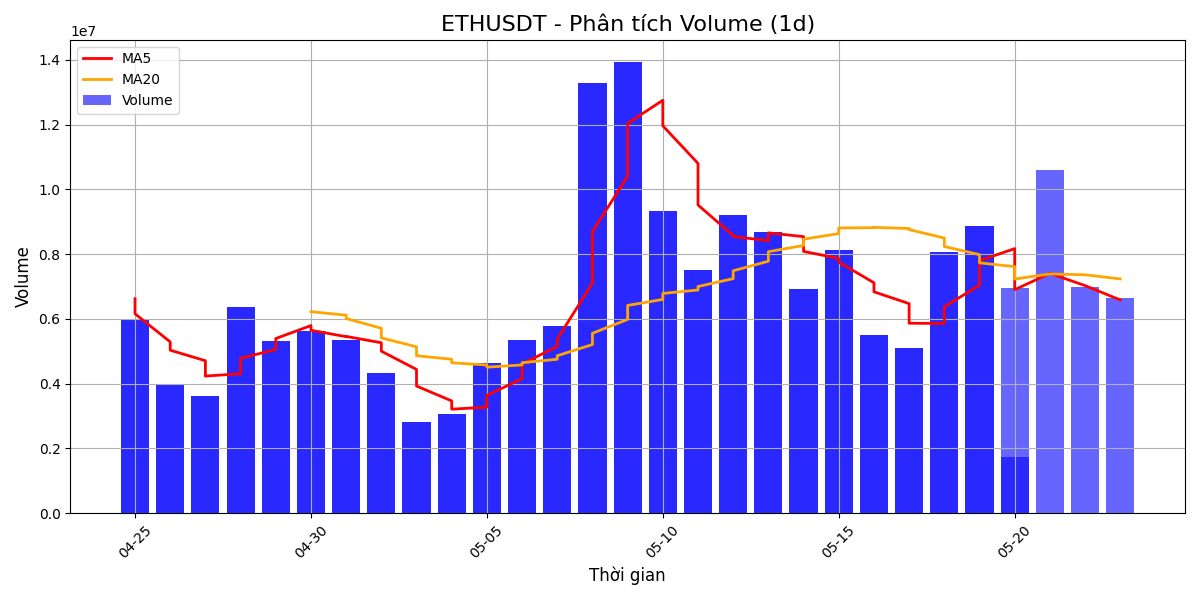 ETHUSDT - Phân tích Volume (1d)
1e7
MA5
MA20
Volume
1.4
1.2
1.0
0.8
0.6
0.4
0.2
0.0
Volume
04-25
04-30
05-05
05-10
05-15
05-20
Thời gian